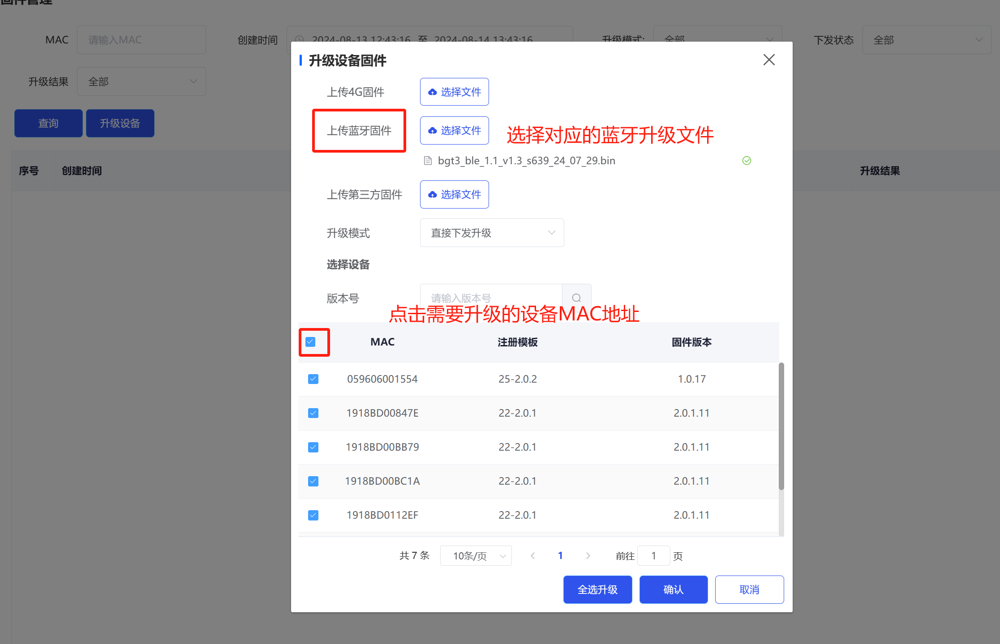 固件管理
MAC 请输入MAC 创建时间 2024-08-13 12:43:16 至 2024-08-14 13:43:16 升级模式: 全部 下发状态 全部
升级结果 全部
查询 升级设备
序号 创建时间 升级结果
升级设备固件
上传4G固件 选择文件
上传蓝牙固件 选择文件 选择对应的蓝牙升级文件
bgt3_ble_1.1_v1.3_s639_24_07_29.bin
上传第三方固件 选择文件
升级模式 直接下发升级
选择设备
版本号 请输入版本号
点击需要升级的设备MAC地址
MAC 注册模板 固件版本
059606001554 25-2.0.2 1.0.17
1918BD00847E 22-2.0.1 2.0.1.11
1918BD00BB79 22-2.0.1 2.0.1.11
1918BD00BC1A 22-2.0.1 2.0.1.11
1918BD0112EF 22-2.0.1 2.0.1.11
共 7 条 10条/页 1 前往 1 页
全选升级 确认 取消